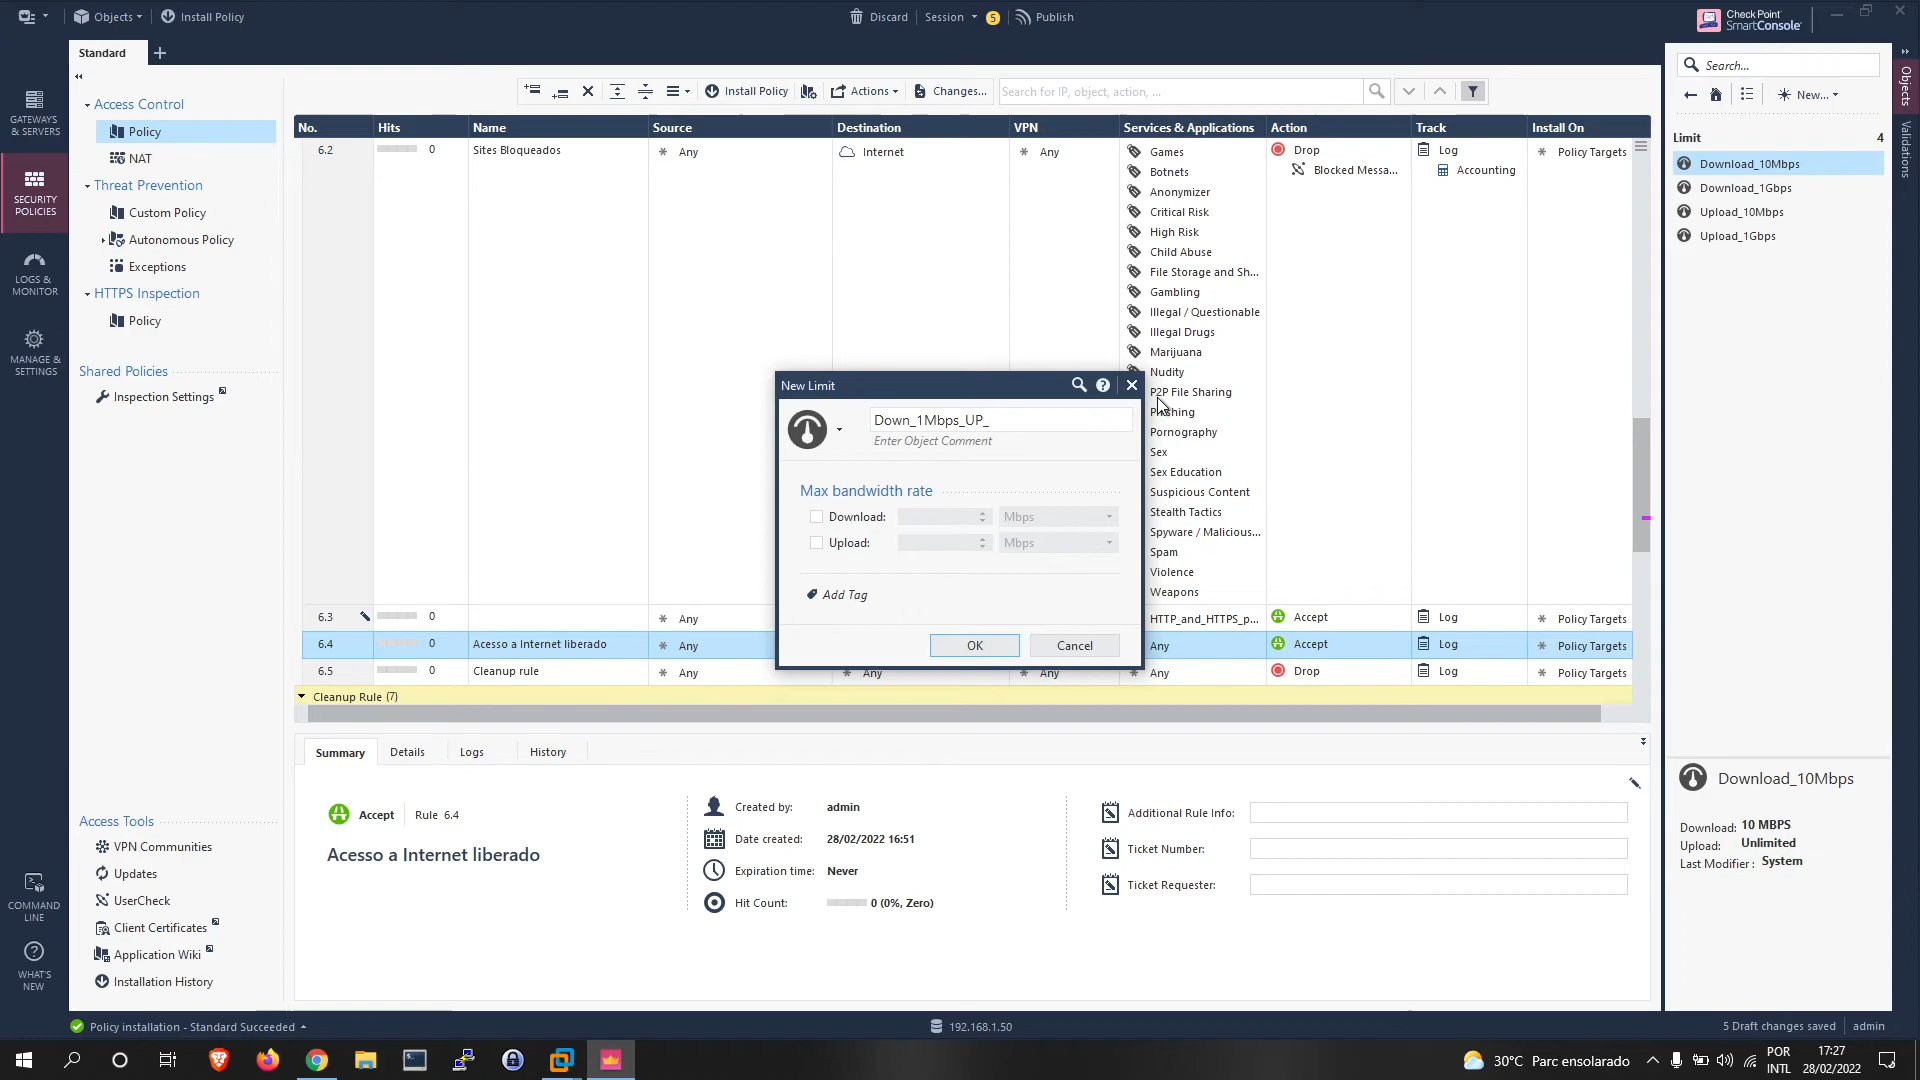 Objects
Install Policy
Discard
Session
5
Publish
Check Point
SmartConsole
Standard
GATEWAYS
& SERVERS
SECURITY
POLICIES
LOGS &
MONITOR
MANAGE &
SETTINGS
COMMAND
LINE
WHAT'S
NEW
Access Control
Policy
NAT
Threat Prevention
Custom Policy
Autonomous Policy
Exceptions
HTTPS Inspection
Policy
Shared Policies
Inspection Settings
Access Tools
VPN Communities
Updates
UserCheck
Client Certificates
Application Wiki
Installation History
Install Policy
Actions
Changes...
Search for IP, object, action, ...
No. Hits Name Source Destination VPN Services & Applications Action Track Install On
6.2 0 Sites Bloqueados Any Internet Any Games Drop Log Policy Targets
Botnets Blocked Messa... Accounting
Anonymizer
Critical Risk
High Risk
Child Abuse
File Storage and Sh...
Gambling
Illegal / Questionable
Illegal Drugs
Marijuana
Nudity
P2P File Sharing
Pornography
Sex
Sex Education
Suspicious Content
Stealth Tactics
Spyware / Malicious...
Spam
Violence
Weapons
6.3 0 Any HTTP_and_HTTPS_p... Accept Log Policy Targets
6.4 0 Acesso a Internet liberado Any Any Accept Log Policy Targets
6.5 0 Cleanup rule Any Any Any Any Drop Log Policy Targets
Cleanup Rule (7)
New Limit
Down_1Mbps_UP_
Enter Object Comment
Max bandwidth rate
Download: Mbps
Upload: Mbps
Add Tag
OK
Cancel
Summary
Details
Logs
History
Accept
Rule 6.4
Acesso a Internet liberado
Created by: admin
Date created: 28/02/2022 16:51
Expiration time: Never
Hit Count: 0 (0%, Zero)
Additional Rule Info:
Ticket Number:
Ticket Requester:
Search...
New...
Limit 4
Download_10Mbps
Download_1Gbps
Upload_10Mbps
Upload_1Gbps
Download_10Mbps
Download: 10 MBPS
Upload: Unlimited
Last Modifier : System
Objects
Validations
Policy installation - Standard Succeeded
192.168.1.50
5 Draft changes saved
admin
30°C Parc ensolarado
POR
INTL
17:27
28/02/2022